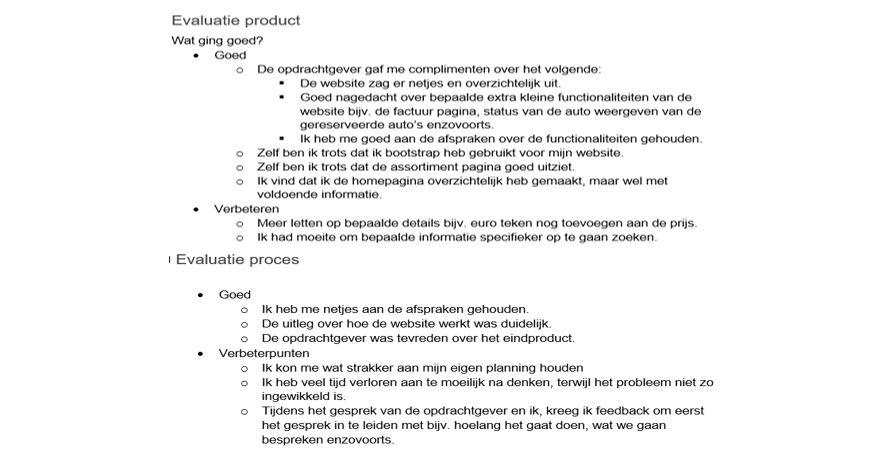 Evaluatie product
Wat ging goed?
• Goed
o De opdrachtgever gaf me complimenten over het volgende:
▪ De website zag er netjes en overzichtelijk uit.
▪ Goed nagedacht over bepaalde extra kleine functionaliteiten van de
website bijv. de factuur pagina, status van de auto weergeven van de
gereserveerde auto's enzovoorts.
▪ Ik heb me goed aan de afspraken over de functionaliteiten gehouden.
o Zelf ben ik trots dat ik bootstrap heb gebruikt voor mijn website.
o Zelf ben ik trots dat de assortiment pagina goed uitziet.
o Ik vind dat ik de homepagina overzichtelijk heb gemaakt, maar wel met
voldoende informatie.
• Verbeteren
o Meer letten op bepaalde details bijv. euro teken nog toevoegen aan de prijs.
o Ik had moeite om bepaalde informatie specifieker op te gaan zoeken.
Evaluatie proces
• Goed
o Ik heb me netjes aan de afspraken gehouden.
o De uitleg over hoe de website werkt was duidelijk.
o De opdrachtgever was tevreden over het eindproduct.
• Verbeterpunten
o Ik kon me wat strakker aan mijn eigen planning houden
o Ik heb veel tijd verloren aan te moeilijk na denken, terwijl het probleem niet zo
ingewikkeld is.
o Tijdens het gesprek van de opdrachtgever en ik, kreeg ik feedback om eerst
het gesprek in te leiden met bijv. hoelang het gaat doen, wat we gaan
bespreken enzovoorts.